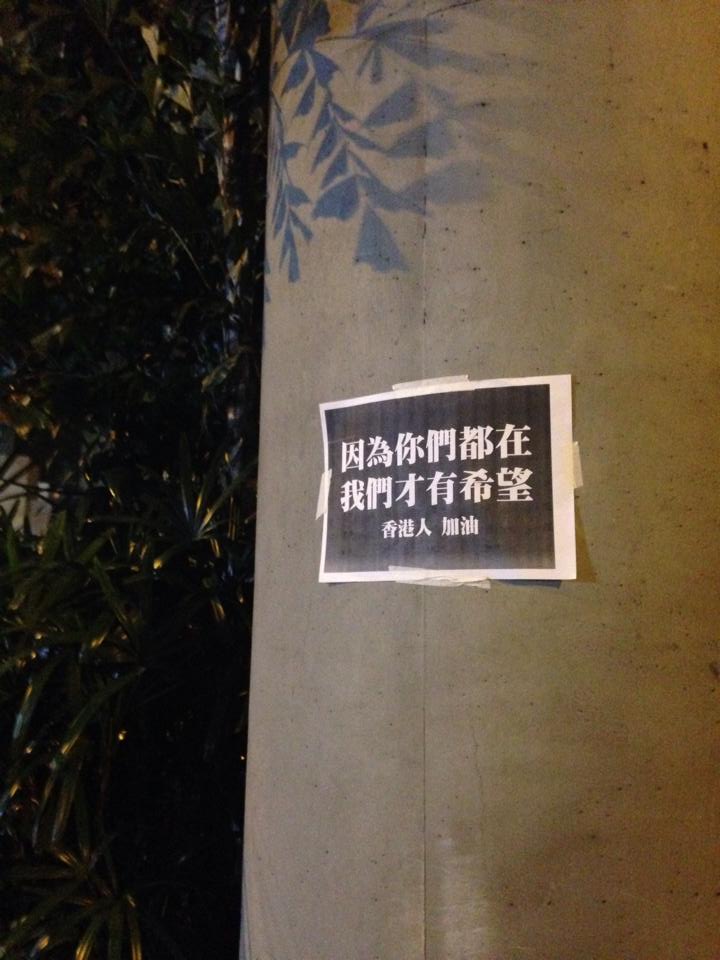 因為你們都在
我們才有希望
香港人 加油